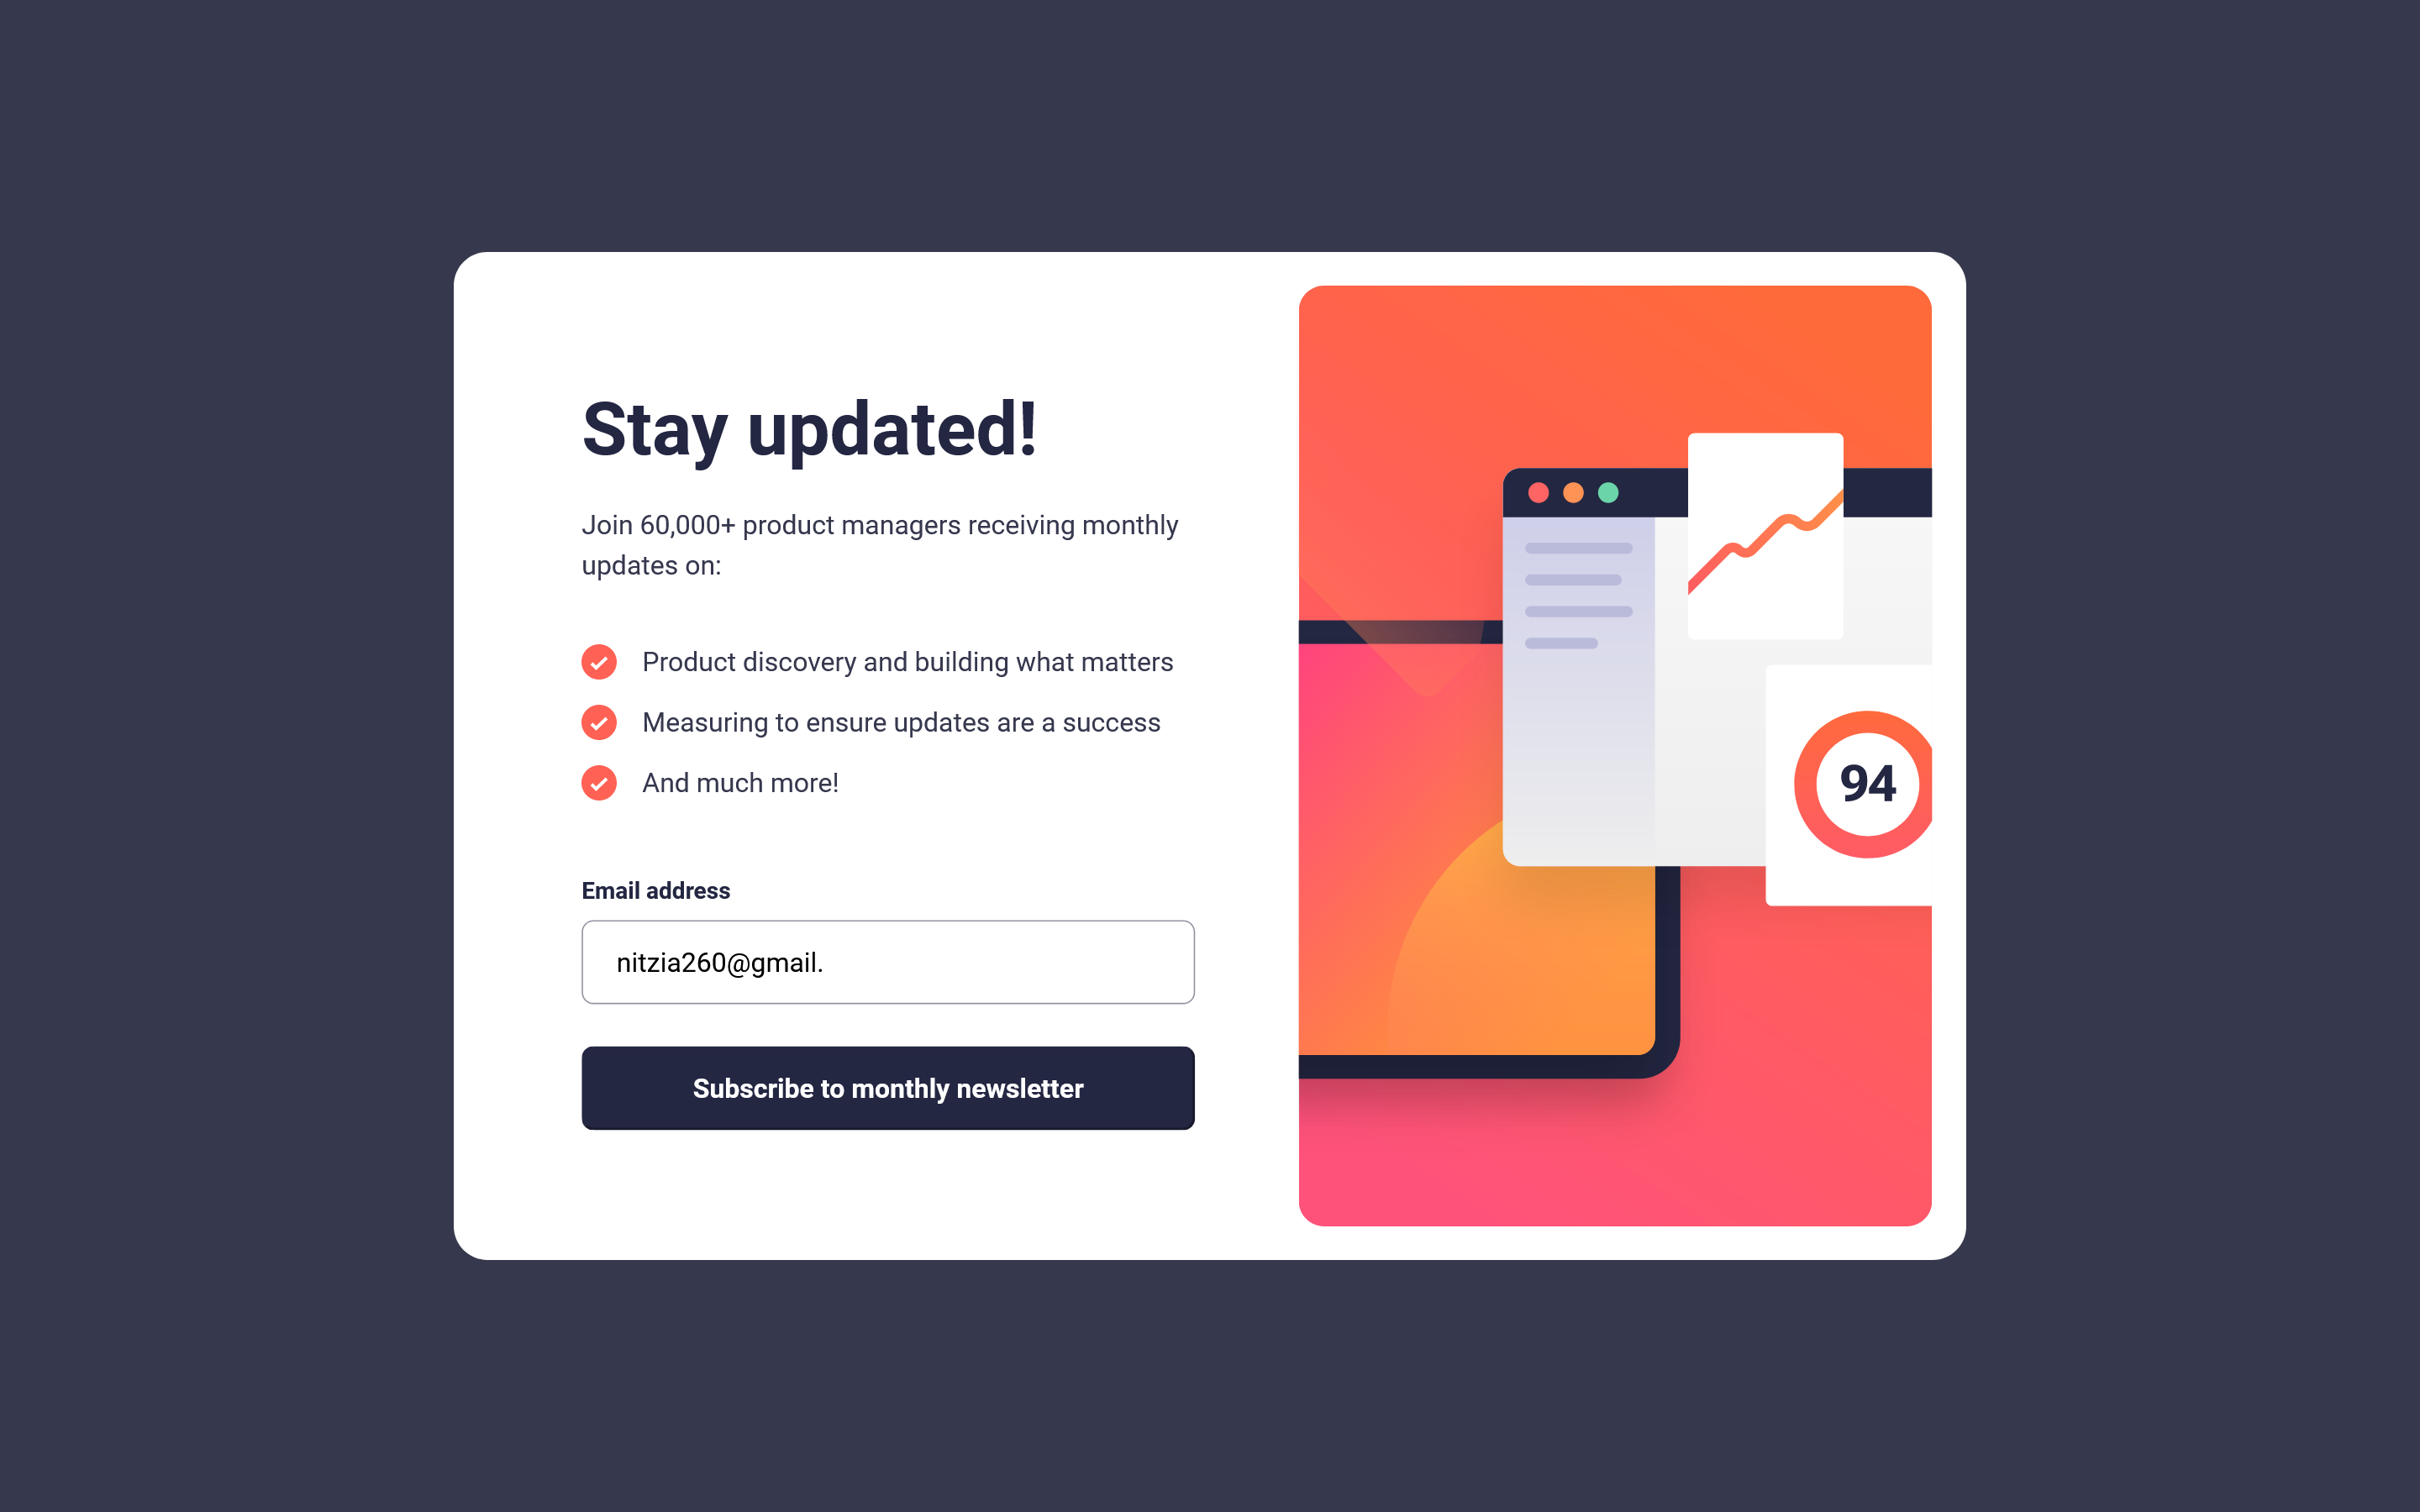 Stay updated!
Join 60,000+ product managers receiving monthly
updates on:
Product discovery and building what matters
Measuring to ensure updates are a success
And much more!
Email address
nitzia260@gmail.
Subscribe to monthly newsletter
94